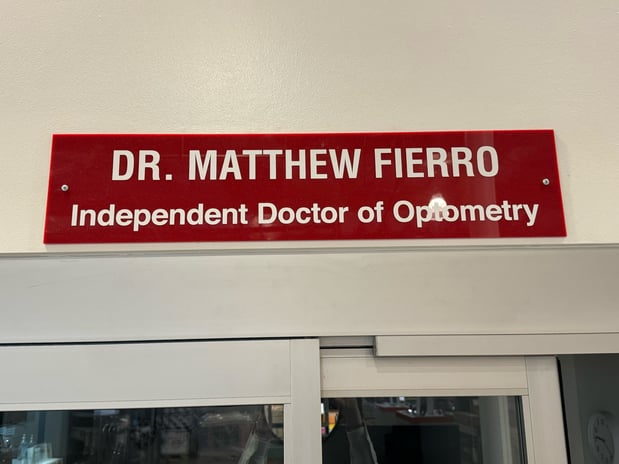 DR. MATTHEW FIERRO
Independent Doctor of Optometry